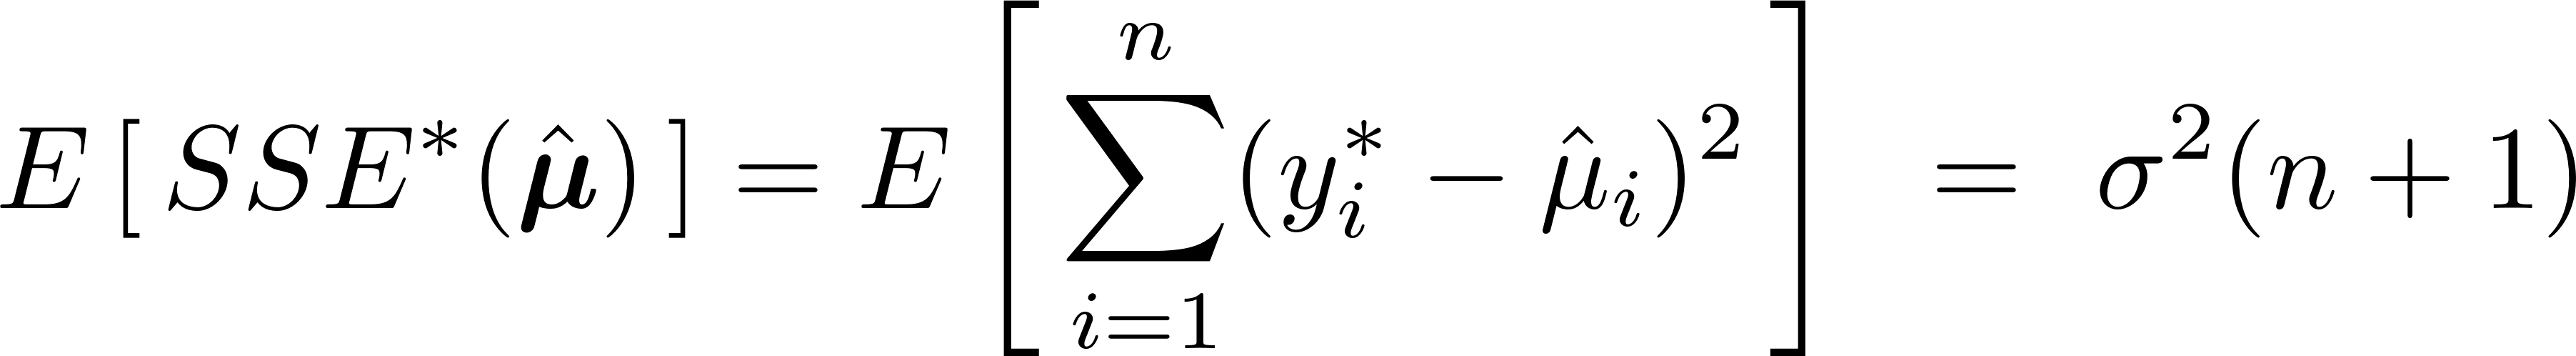 E [ SSE*(μ̂) ] = E [ ∑_{i=1}^{n} (y_i^* − μ̂_i)² ] = σ²(n + 1)